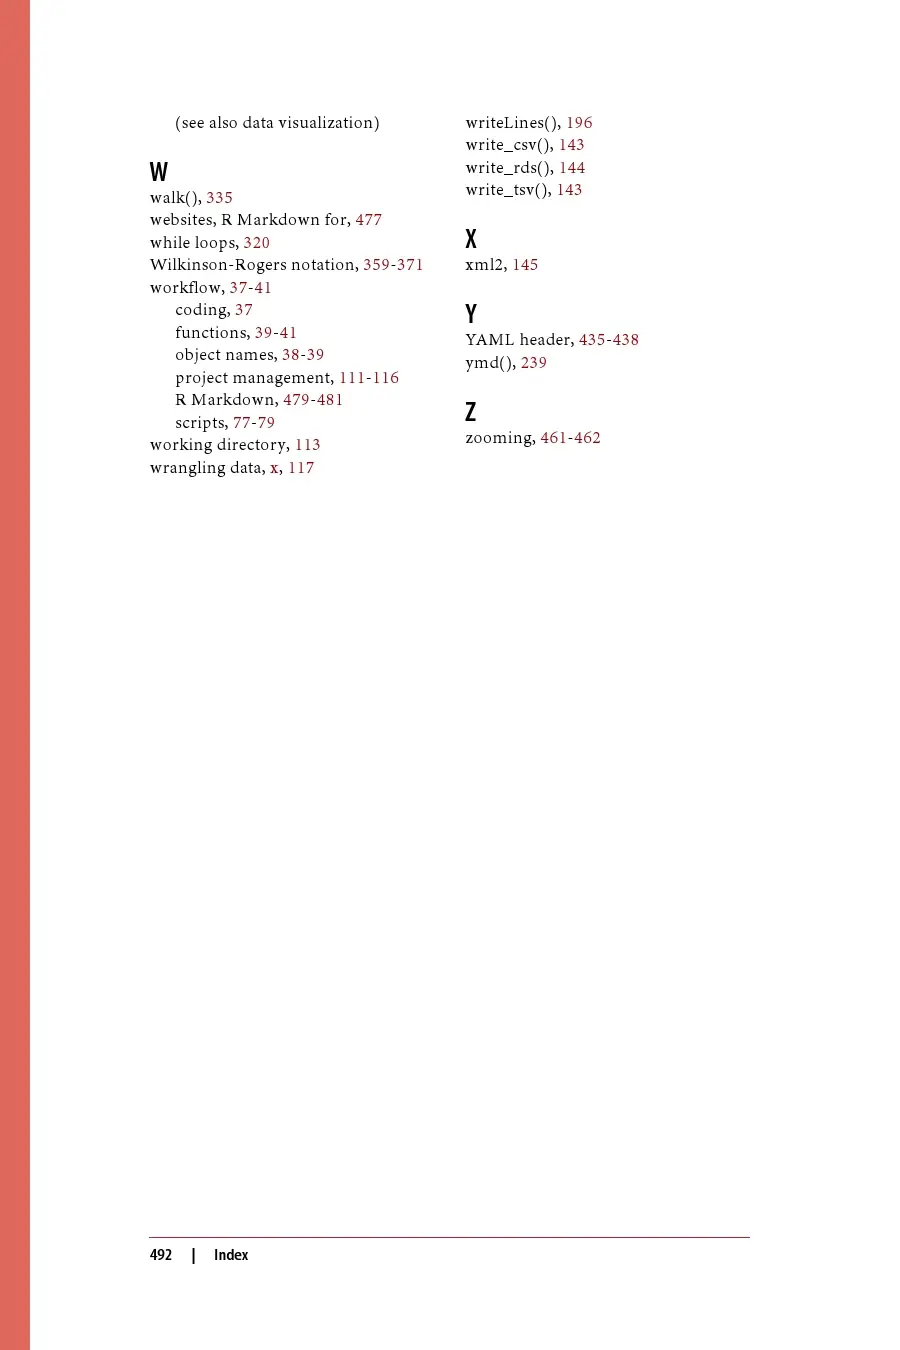 (see also data visualization)
W
walk(), 335
websites, R Markdown for, 477
while loops, 320
Wilkinson-Rogers notation, 359-371
workflow, 37-41
coding, 37
functions, 39-41
object names, 38-39
project management, 111-116
R Markdown, 479-481
scripts, 77-79
working directory, 113
wrangling data, x, 117
writeLines(), 196
write_csv(), 143
write_rds(), 144
write_tsv(), 143
X
xml2, 145
Y
YAML header, 435-438
ymd(), 239
Z
zooming, 461-462
492 | Index